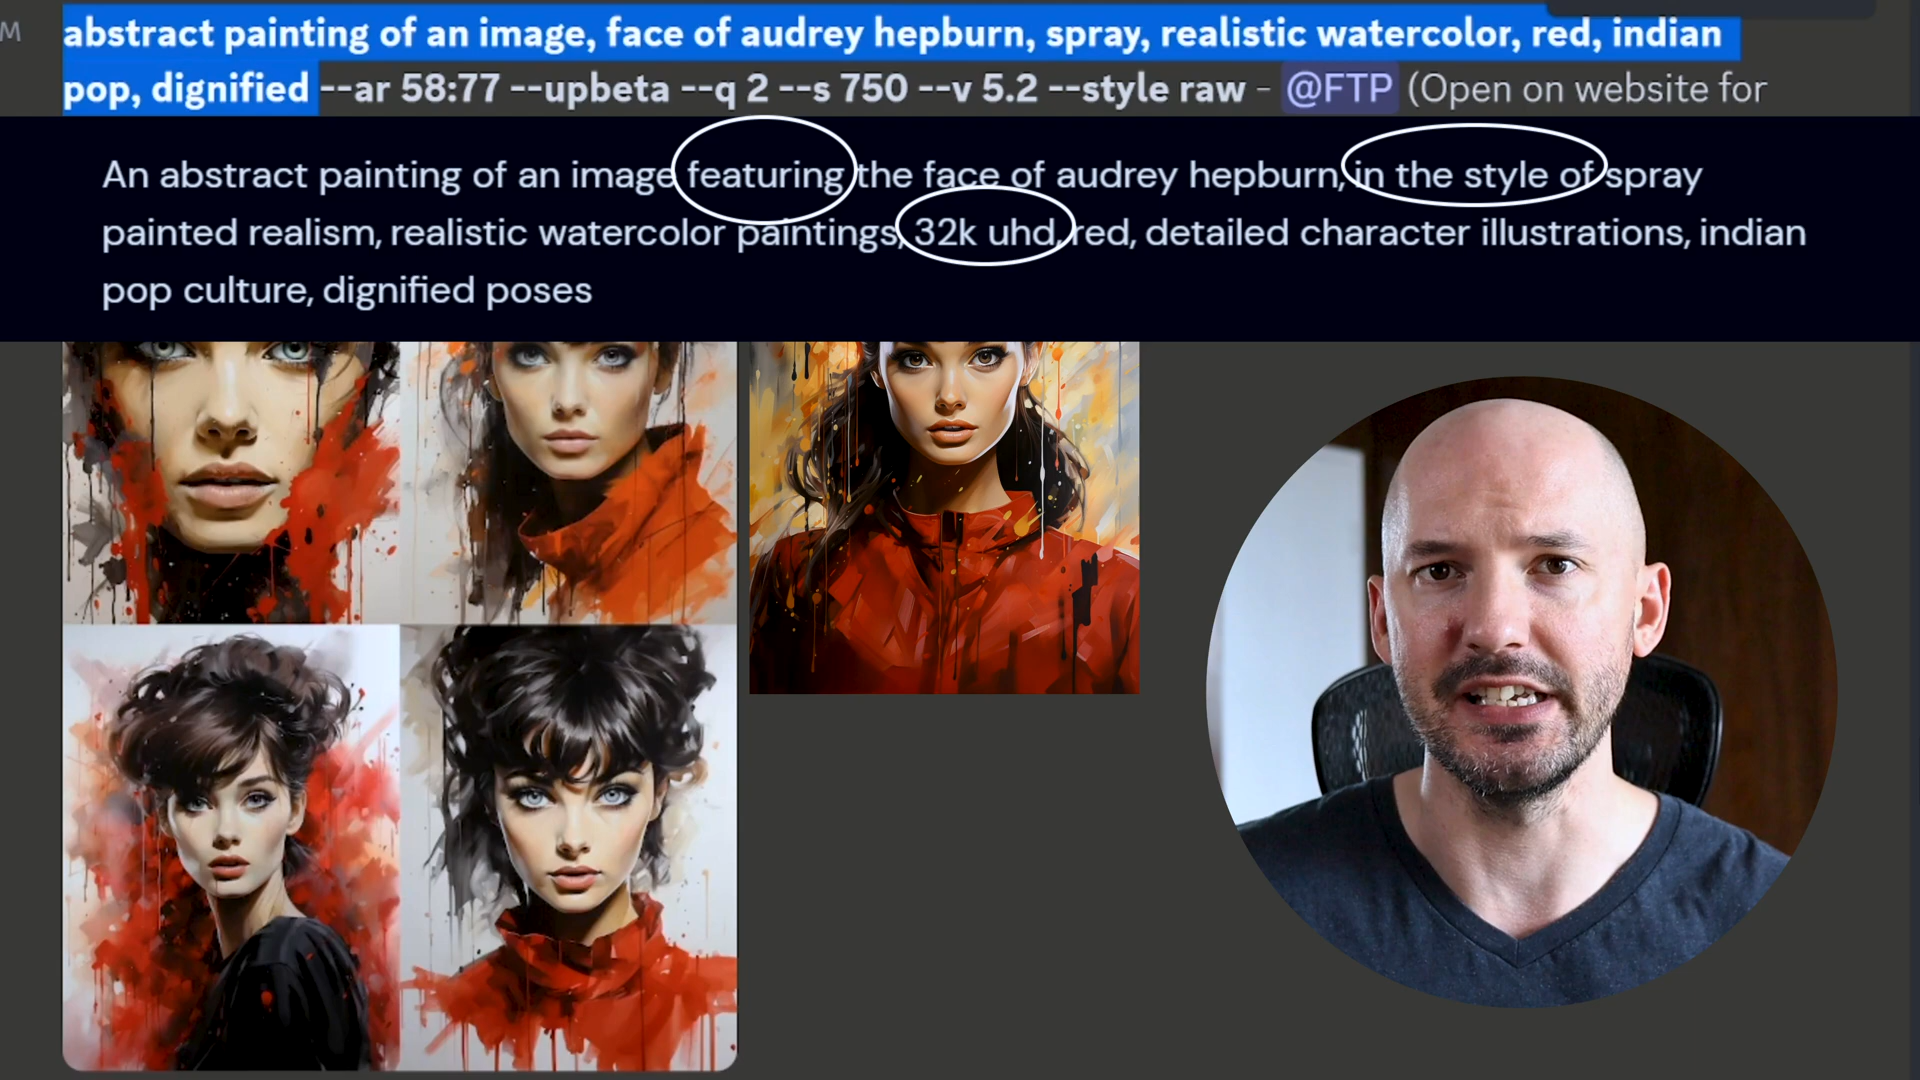 M
abstract painting of an image, face of audrey hepburn, spray, realistic watercolor, red, indian
pop, dignified --ar 58:77 --upbeta --q 2 --s 750 --v 5.2 --style raw - @FTP (Open on website for
An abstract painting of an image featuring the face of audrey hepburn, in the style of spray
painted realism, realistic watercolor paintings, 32k uhd, red, detailed character illustrations, indian
pop culture, dignified poses